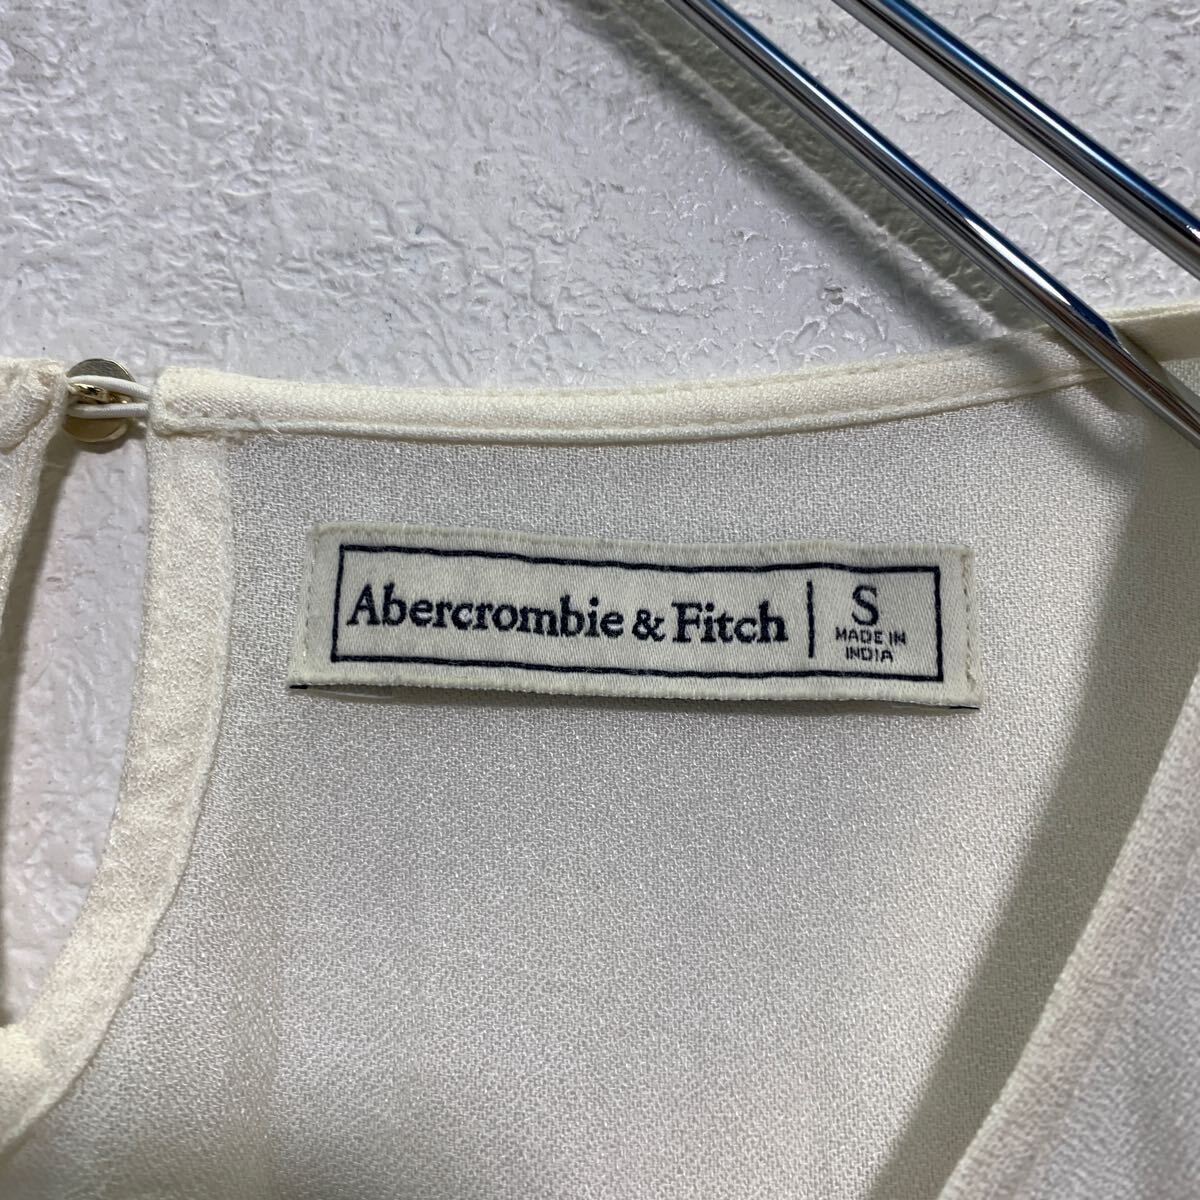 Abercrombie & Fitch
S
MADE IN
INDIA